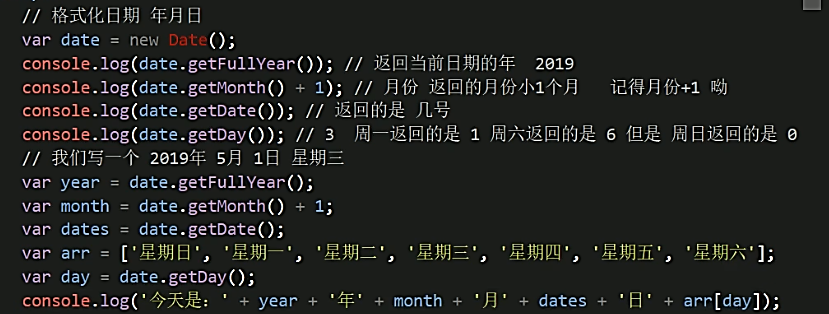 // 格式化日期 年月日
var date = new Date();
console.log(date.getFullYear()); // 返回当前日期的年  2019
console.log(date.getMonth() + 1); // 月份 返回的月份小1个月   记得月份+1 呦
console.log(date.getDate()); // 返回的是 几号
console.log(date.getDay()); // 3  周一返回的是 1 周六返回的是 6 但是 周日返回的是 0
// 我们写一个 2019年 5月 1日 星期三
var year = date.getFullYear();
var month = date.getMonth() + 1;
var dates = date.getDate();
var arr = ['星期日', '星期一', '星期二', '星期三', '星期四', '星期五', '星期六'];
var day = date.getDay();
console.log('今天是：' + year + '年' + month + '月' + dates + '日' + arr[day]);